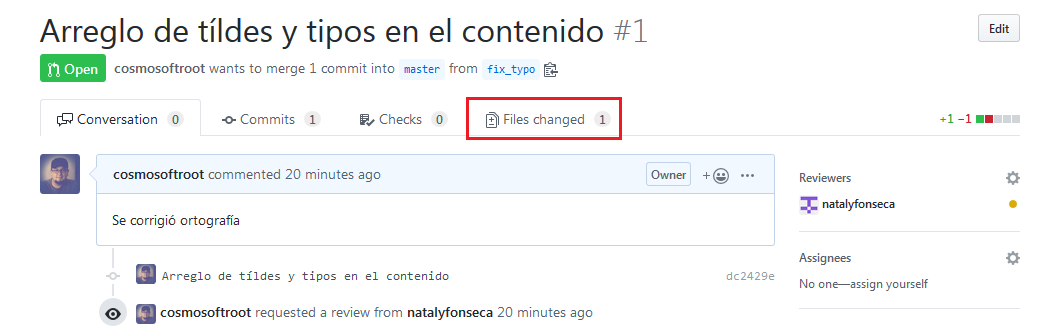 Arreglo de tíldes y tipos en el contenido #1
Edit
Open cosmosoftroot wants to merge 1 commit into master from fix_typo
Conversation 0 Commits 1 Checks 0 Files changed 1 +1 −1
cosmosoftroot commented 20 minutes ago Owner
Se corrigió ortografía
Arreglo de tíldes y tipos en el contenido dc2429e
cosmosoftroot requested a review from natalyfonseca 20 minutes ago
Reviewers
natalyfonseca
Assignees
No one—assign yourself